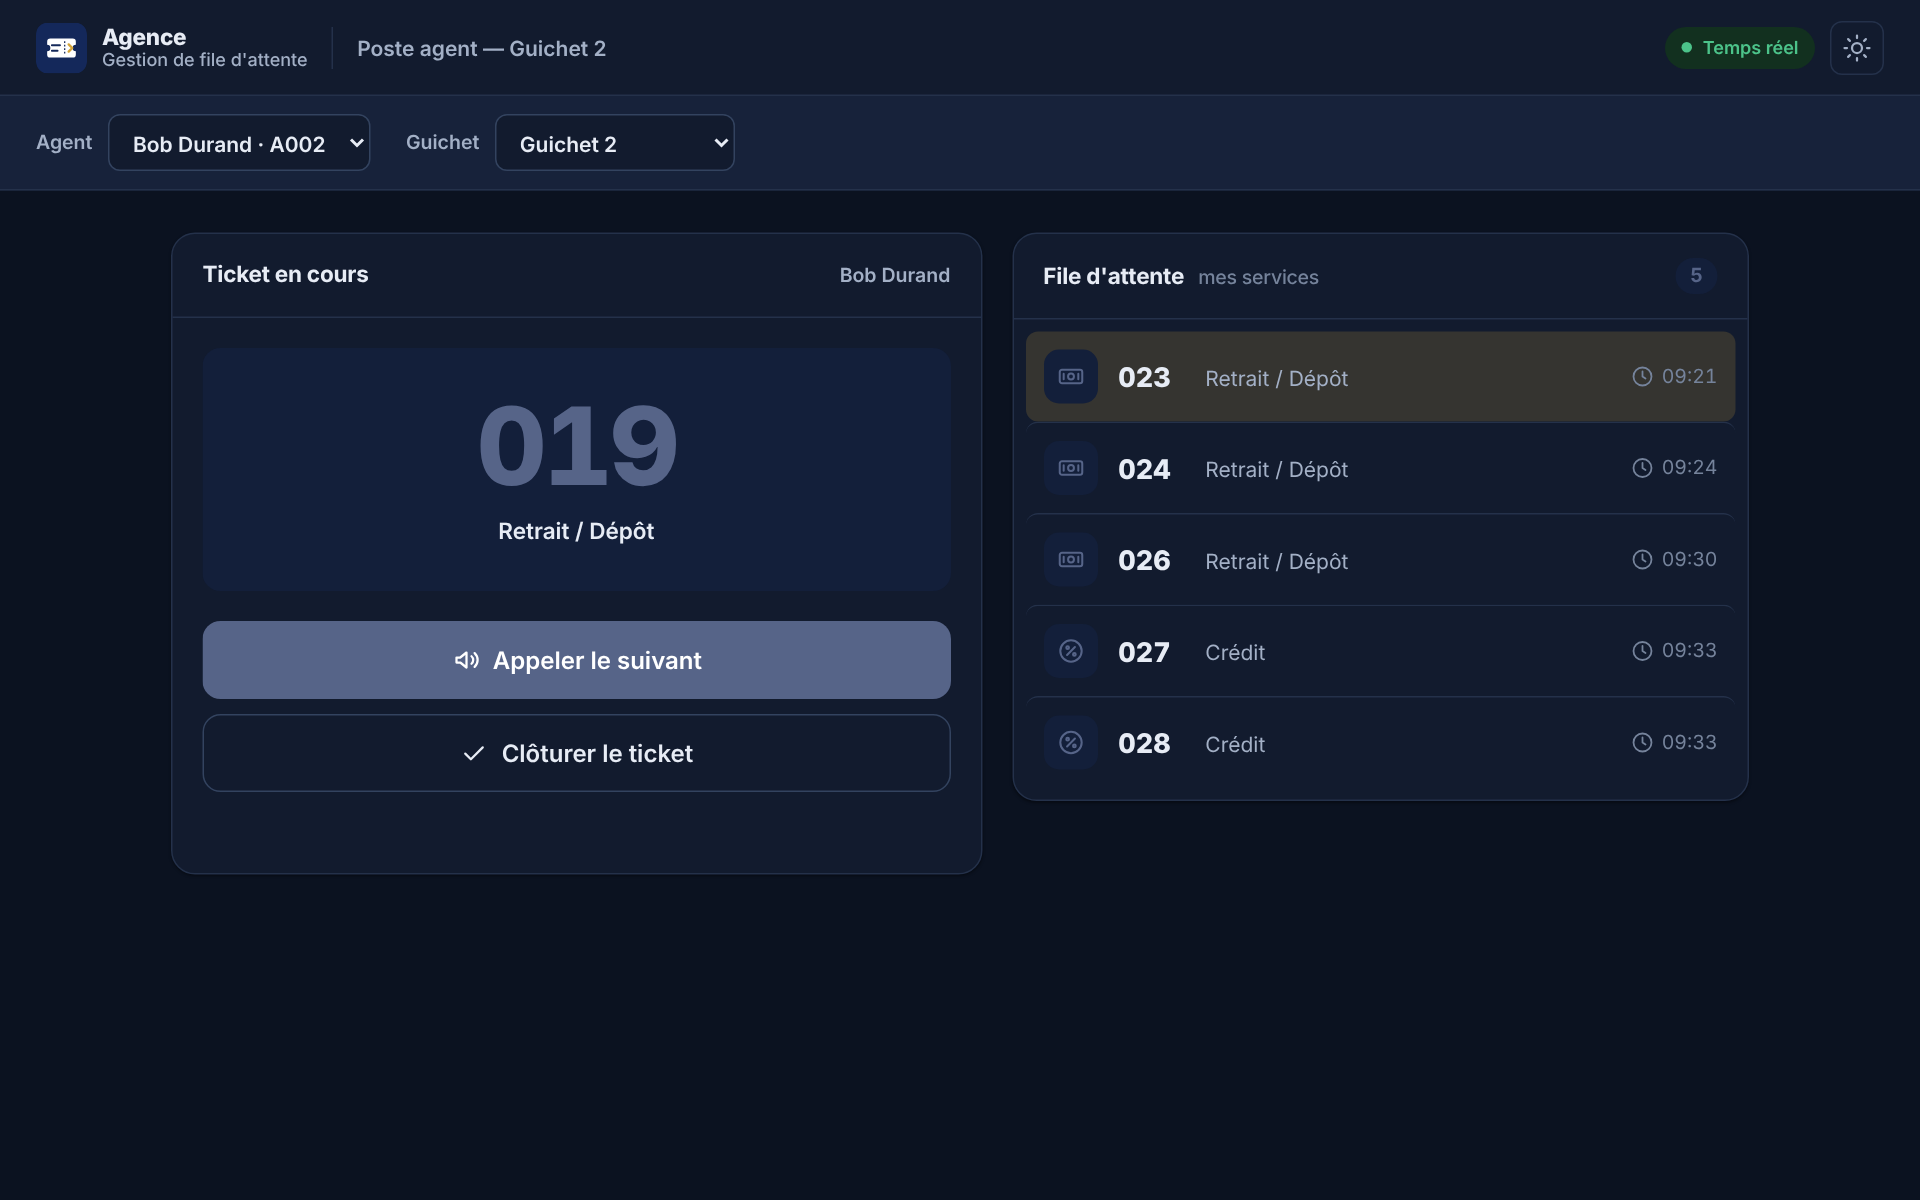 Agence
Gestion de file d'attente
Poste agent — Guichet 2
Temps réel
Agent
Bob Durand · A002
Guichet
Guichet 2
Ticket en cours
Bob Durand
019
Retrait / Dépôt
Appeler le suivant
Clôturer le ticket
File d'attente mes services
5
023 Retrait / Dépôt 09:21
024 Retrait / Dépôt 09:24
026 Retrait / Dépôt 09:30
027 Crédit 09:33
028 Crédit 09:33